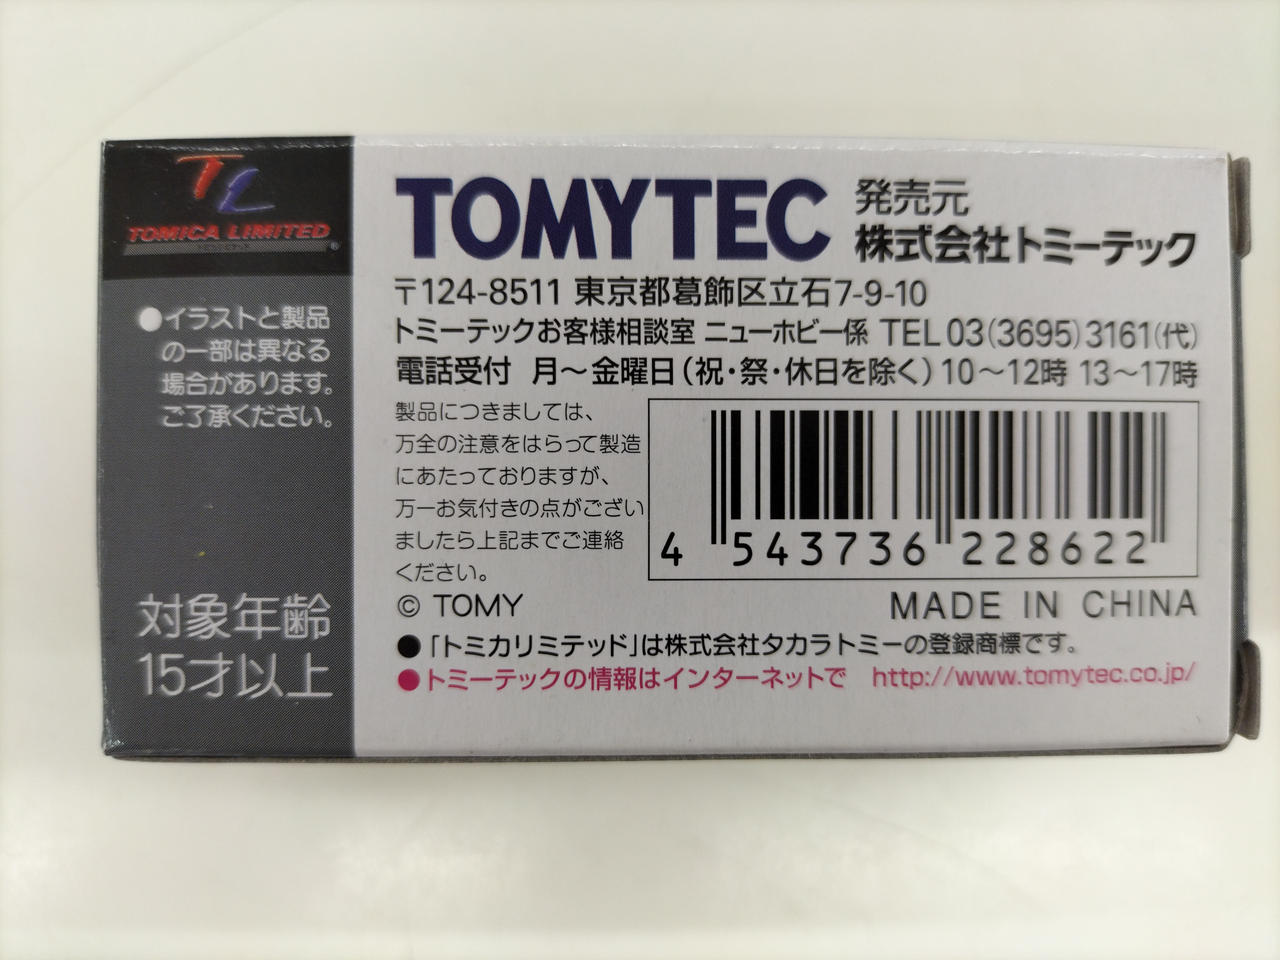 TL
TOMICA LIMITED
®
●イラストと製品
の一部は異なる
場合があります。
ご了承ください。
対象年齢
15才以上
TOMYTEC
発売元
株式会社トミーテック
〒124-8511 東京都葛飾区立石7-9-10
トミーテックお客様相談室 ニューホビー係 TEL 03(3695)3161(代)
電話受付 月～金曜日(祝・祭・休日を除く) 10～12時 13～17時
製品につきましては、
万全の注意をはらって製造
にあたっておりますが、
万一お気付きの点がござい
ましたら上記までご連絡
ください。
4 543736 228622
© TOMY
MADE IN CHINA
●「トミカリミテッド」は株式会社タカラトミーの登録商標です。
●トミーテックの情報はインターネットで http://www.tomytec.co.jp/